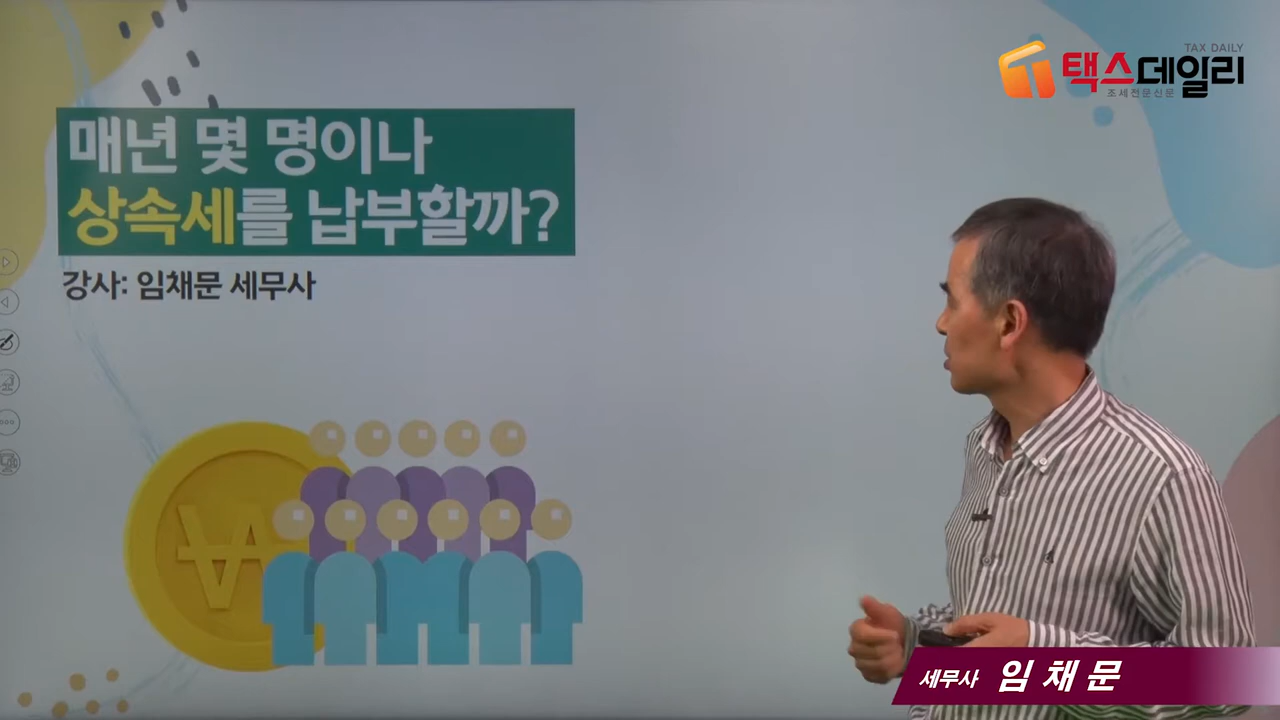 TAX DAILY
택스데일리
조세전문신문
매년 몇 명이나
상속세를 납부할까?
강사: 임채문 세무사
세무사 임채문